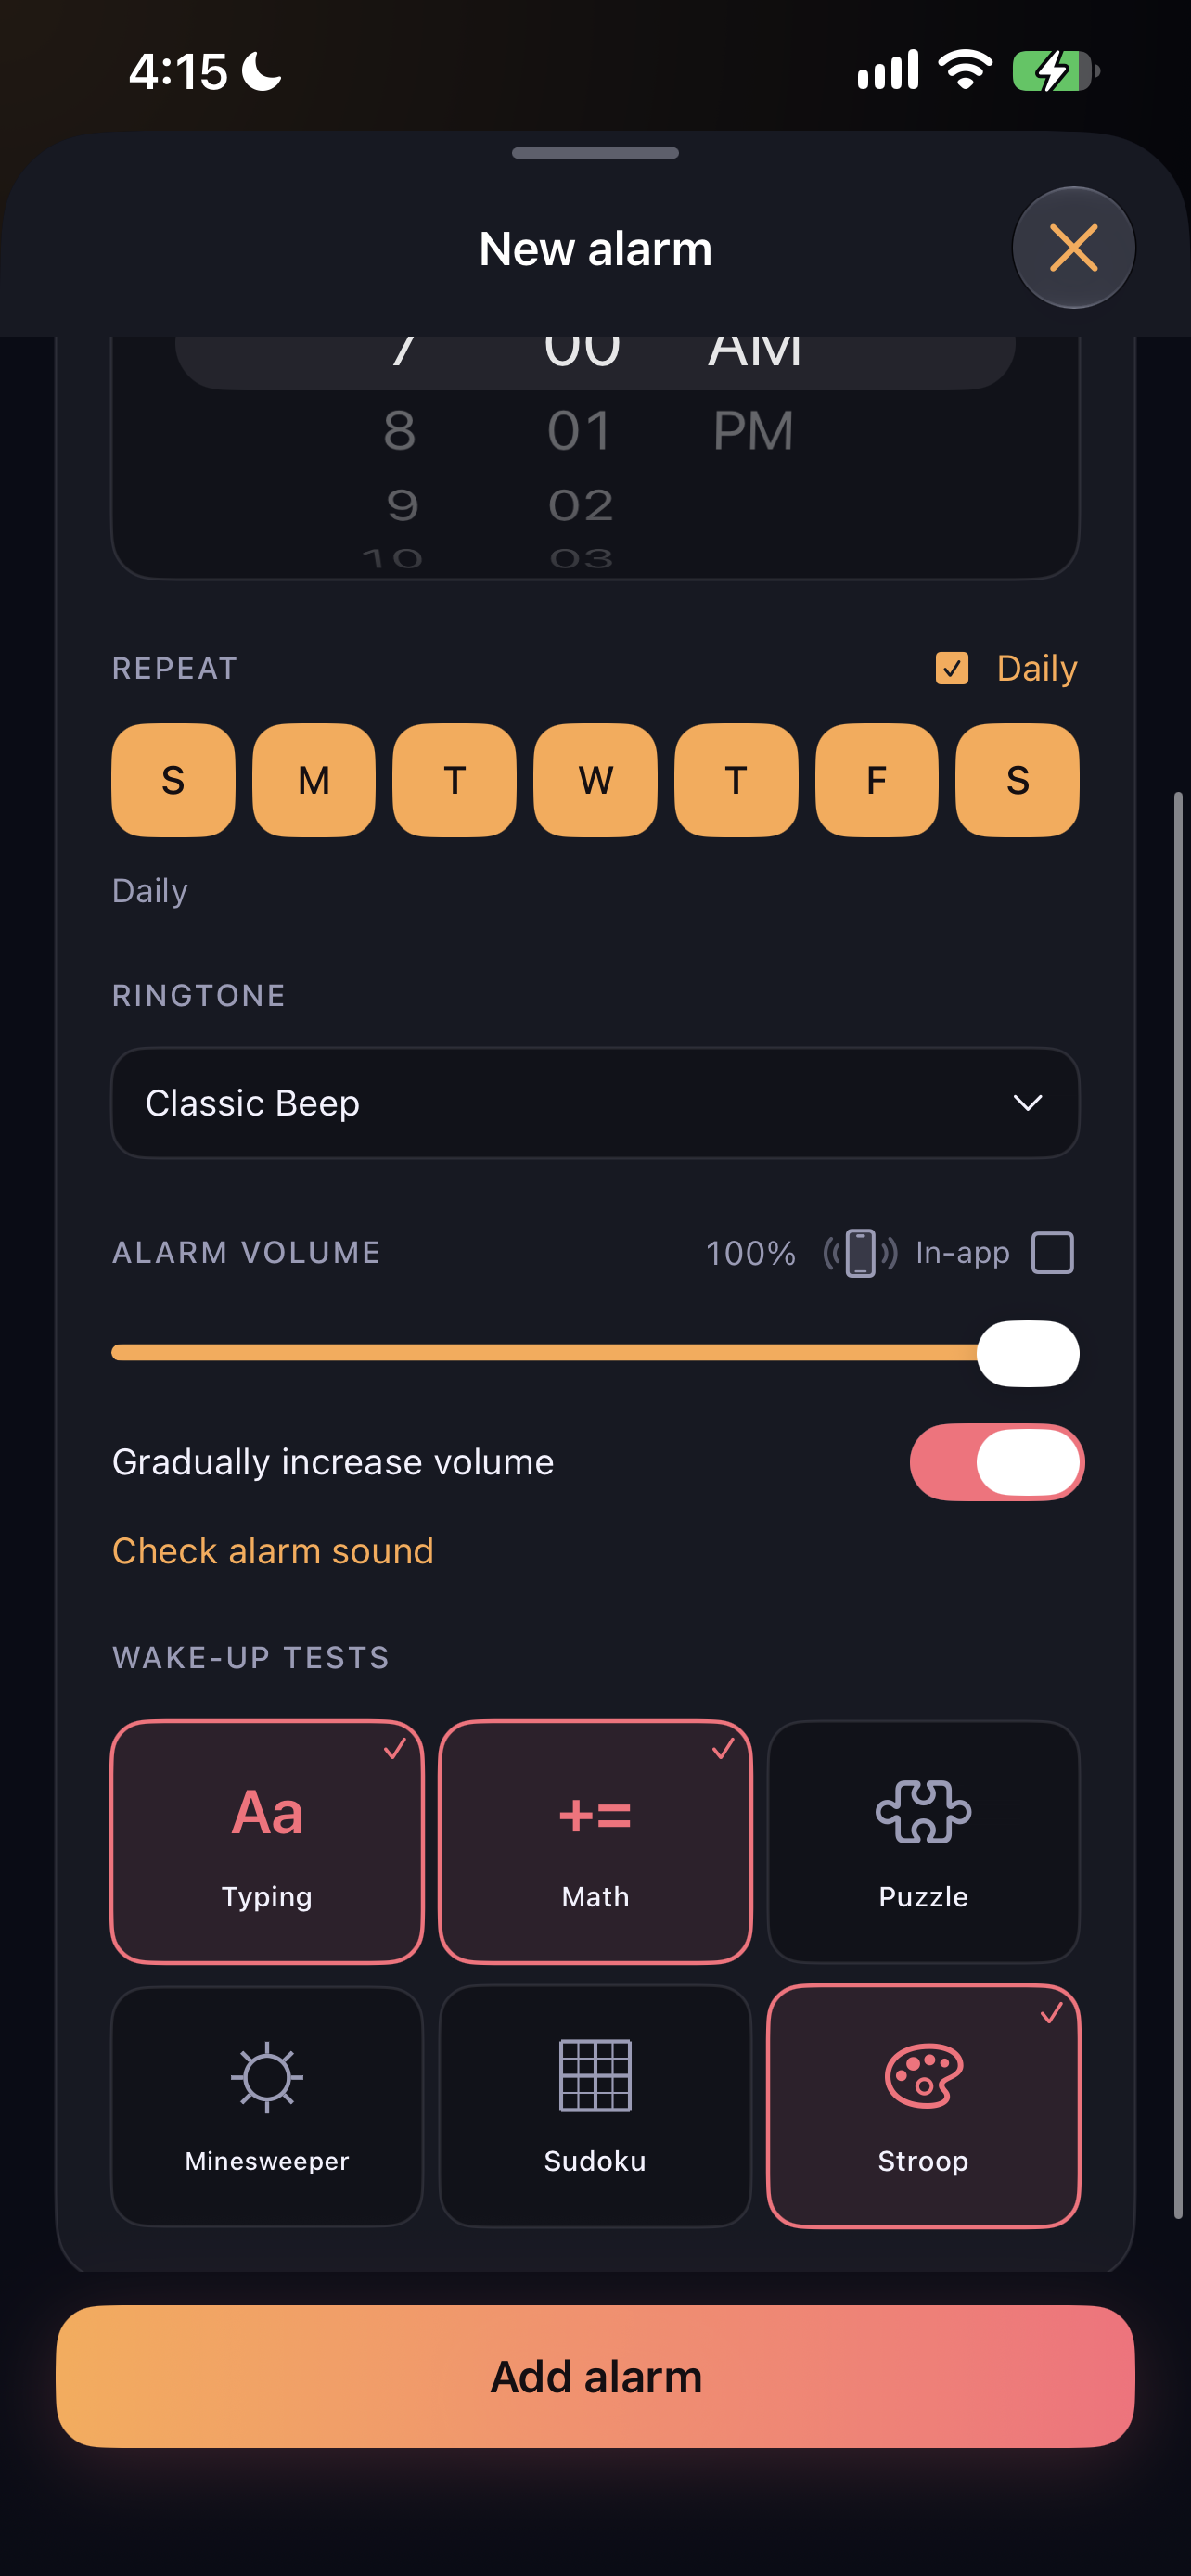 4:15
New alarm
7 00 AM
8 01 PM
9 02
10 03
REPEAT Daily
S M T W T F S
Daily
RINGTONE
Classic Beep
ALARM VOLUME 100% In-app
Gradually increase volume
Check alarm sound
WAKE-UP TESTS
Aa += 
Typing Math Puzzle
Minesweeper Sudoku Stroop
Add alarm